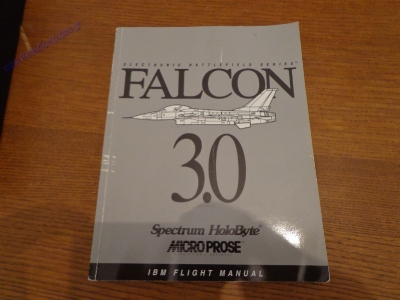 ELECTRONIC BATTLEFIELD SERIES
FALCON
3.0
Spectrum HoloByte
MICROPROSE
IBM FLIGHT MANUAL